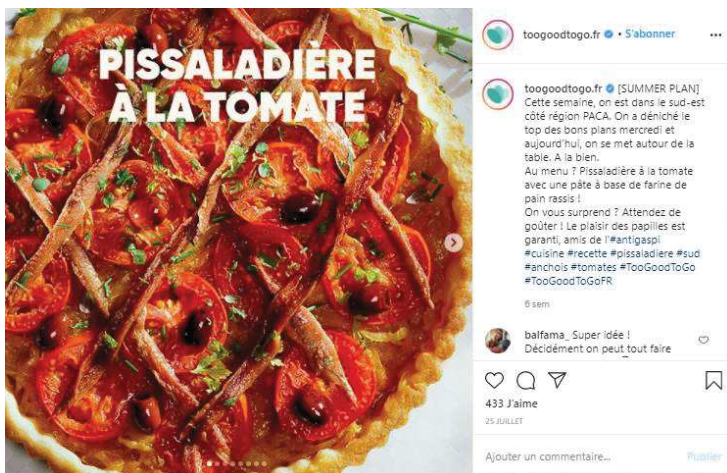 PISSALADIÈRE
À LA TOMATE
toogoodtogo.fr • S'abonner
toogoodtogo.fr [SUMMER PLAN]
Cette semaine, on est dans le sud-est
côté région PACA. On a déniché le
top des bons plans mercredi et
aujourd'hui, on se met autour de la
table. A la bien.
Au menu ? Pissaladière à la tomate
avec une pâte à base de farine de
pain rassis !
On vous surprend ? Attendez de
goûter ! Le plaisir des papilles est
garanti, amis de l'#antigaspi
#cuisine #recette #pissaladiere #sud
#anchois #tomates #TooGoodToGo
#TooGoodToGoFR
6 sem
balfama_ Super idée !
Décidément on peut tout faire
433 J'aime
25 JUILLET
Ajouter un commentaire...
Publier